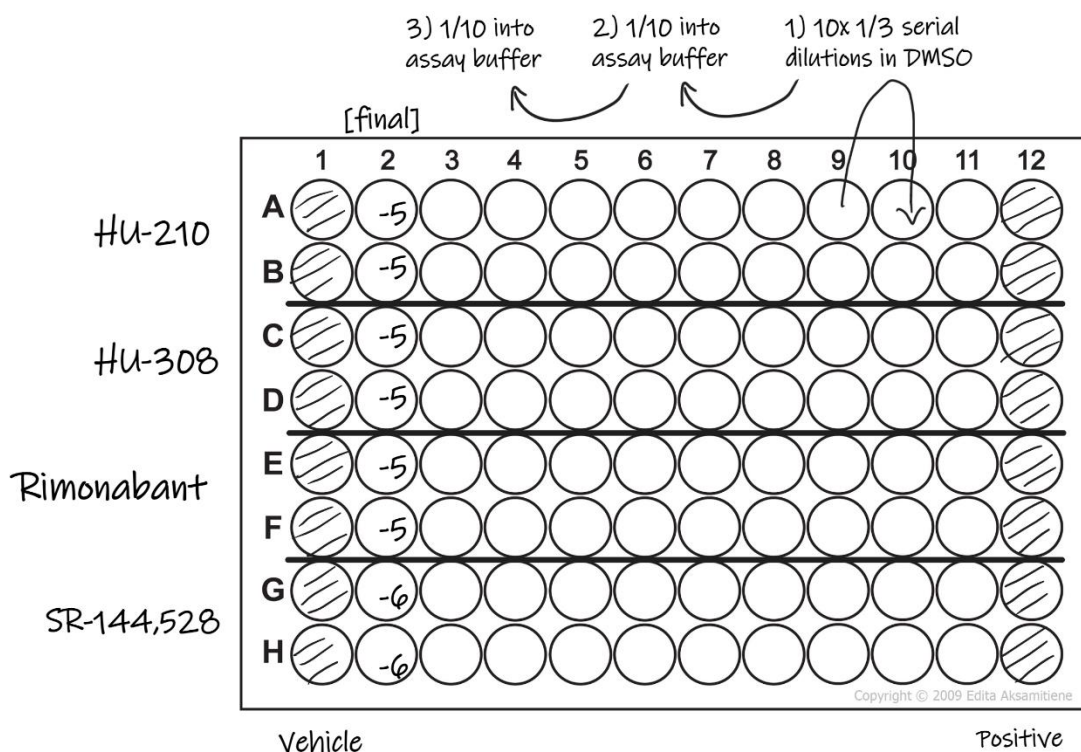 3) 1/10 into assay buffer
2) 1/10 into assay buffer
1) 10x 1/3 serial dilutions in DMSO
[final]
1 2 3 4 5 6 7 8 9 10 11 12
HU-210
A -5
B -5
HU-308
C -5
D -5
Rimonabant
E -5
F -5
SR-144,528
G -6
H -6
Copyright © 2009 Edita Aksamitiene
Vehicle
Positive